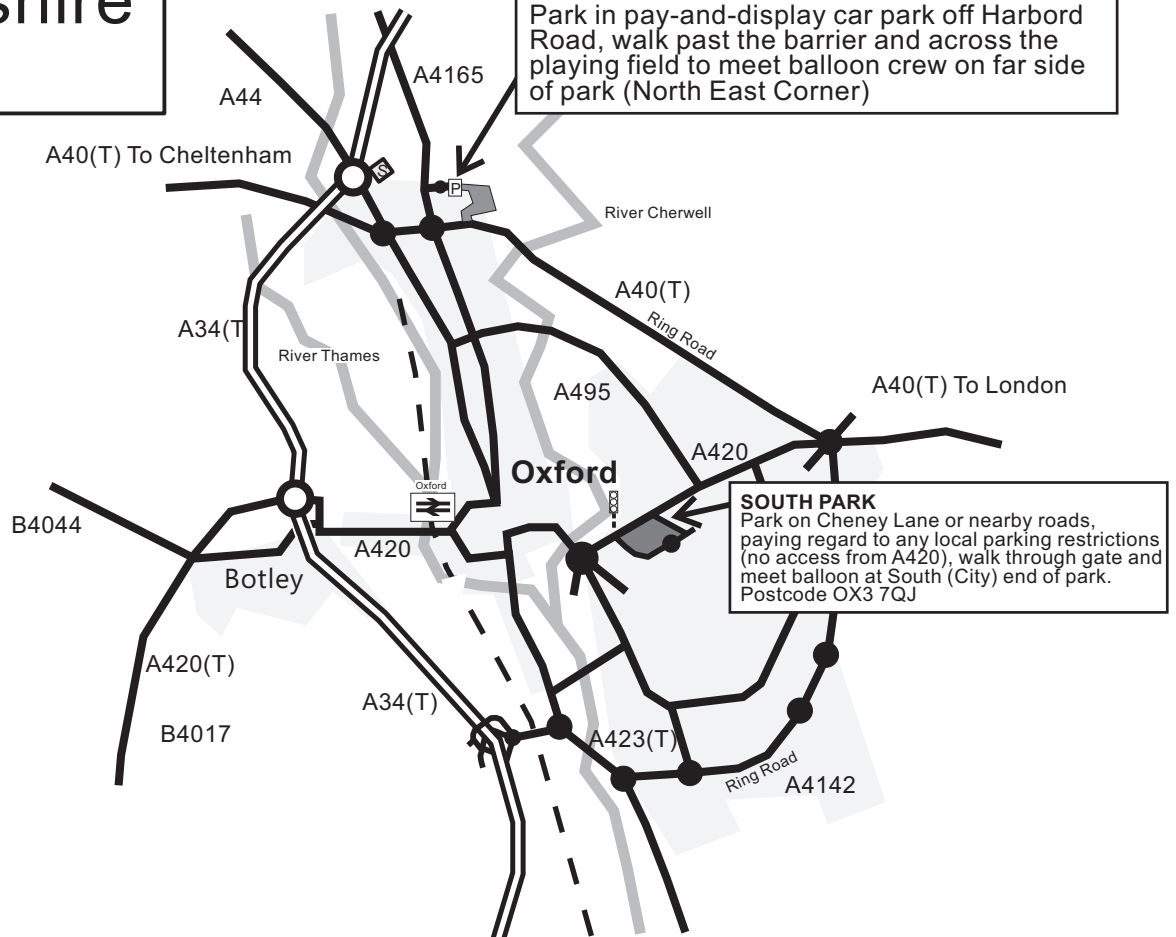 shire
Park in pay-and-display car park off Harbord
Road, walk past the barrier and across the
playing field to meet balloon crew on far side
of park (North East Corner)
A4165
A44
A40(T) To Cheltenham
S
P
River Cherwell
A40(T)
Ring Road
A34(T
River Thames
A495
A40(T) To London
A420
Oxford
Oxford
SOUTH PARK
Park on Cheney Lane or nearby roads,
paying regard to any local parking restrictions
(no access from A420), walk through gate and
meet balloon at South (City) end of park.
Postcode OX3 7QJ
B4044
A420
Botley
A420(T)
A34(T)
B4017
A423(T)
Ring Road
A4142